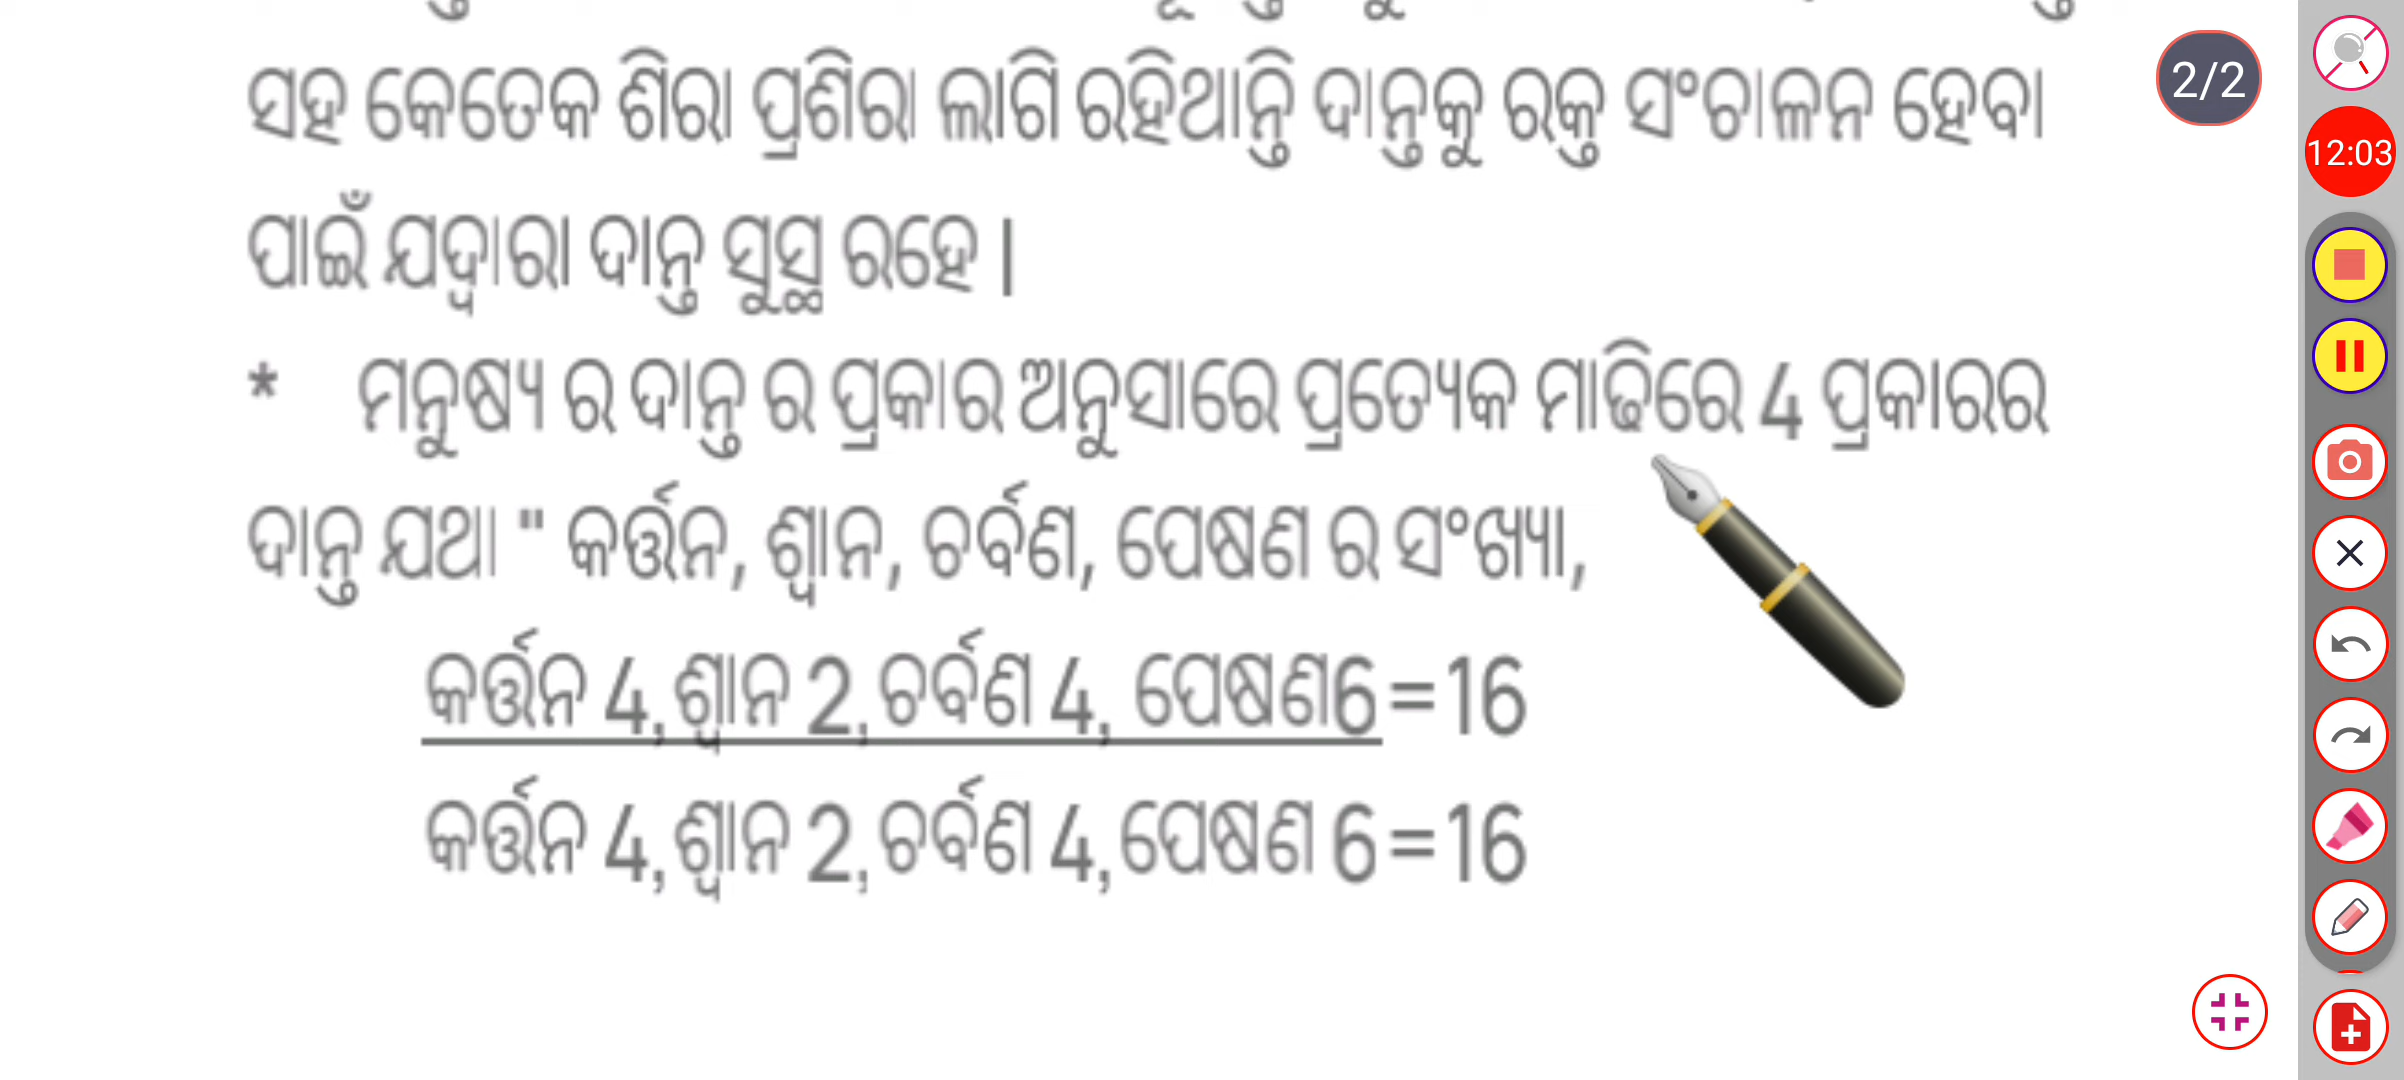 ସହ କେତେକ ଶିରା ପ୍ରଶିରା ଲାଗି ରହିଥାନ୍ତି ଦାନ୍ତକୁ ରକ୍ତ ସଂଚାଳନ ହେବା
ପାଇଁ ଯଦ୍ୱାରା ଦାନ୍ତ ସୁସ୍ଥ ରହେ |
* ମନୁଷ୍ୟ ର ଦାନ୍ତ ର ପ୍ରକାର ଅନୁସାରେ ପ୍ରତ୍ୟେକ ମାଢିରେ 4 ପ୍ରକାରର
ଦାନ୍ତ ଯଥା " କର୍ତ୍ତନ, ଶ୍ୱାନ, ଚର୍ବଣ, ପେଷଣ ର ସଂଖ୍ୟା,
କର୍ତ୍ତନ 4, ଶ୍ୱାନ 2, ଚର୍ବଣ 4, ପେଷଣ6=16
କର୍ତ୍ତନ 4, ଶ୍ୱାନ 2, ଚର୍ବଣ 4, ପେଷଣ 6=16
2/2
12:03